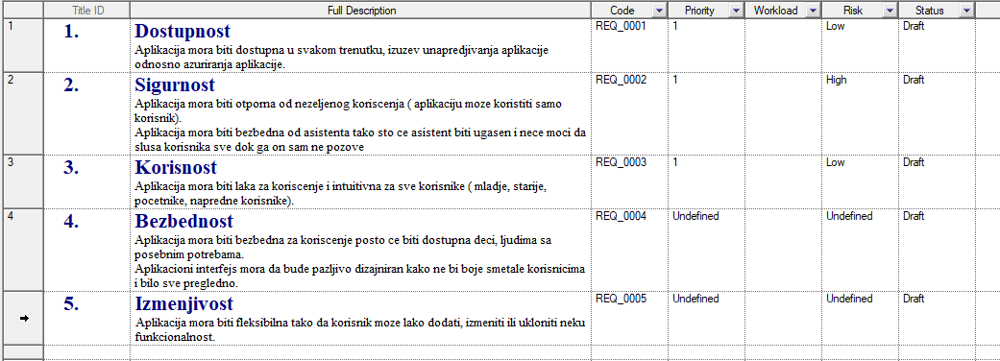 Title ID Full Description Code Priority Workload Risk Status
1 1. Dostupnost REQ_0001 1 Low Draft
Aplikacija mora biti dostupna u svakom trenutku, izuzev unapredjivanja aplikacije
odnosno azuriranja aplikacije.
2 2. Sigurnost REQ_0002 1 High Draft
Aplikacija mora biti otporna od nezeljenog koriscenja ( aplikaciju moze koristiti samo
korisnik).
Aplikacija mora biti bezbedna od asistenta tako sto ce asistent biti ugasen i nece moci da
slusa korisnika sve dok ga on sam ne pozove
3 3. Korisnost REQ_0003 1 Low Draft
Aplikacija mora biti laka za koriscenje i intuitivna za sve korisnike ( mladje, starije,
pocetnike, napredne korisnike).
4 4. Bezbednost REQ_0004 Undefined Undefined Draft
Aplikacija mora biti bezbedna za koriscenje posto ce biti dostupna deci, ljudima sa
posebnim potrebama.
Aplikacioni interfejs mora da bude pazljivo dizajniran kako ne bi boje smetale korisnicima
i bilo sve pregledno.
5. Izmenjivost REQ_0005 Undefined Undefined Draft
Aplikacija mora biti fleksibilna tako da korisnik moze lako dodati, izmeniti ili ukloniti neku
funkcionalnost.